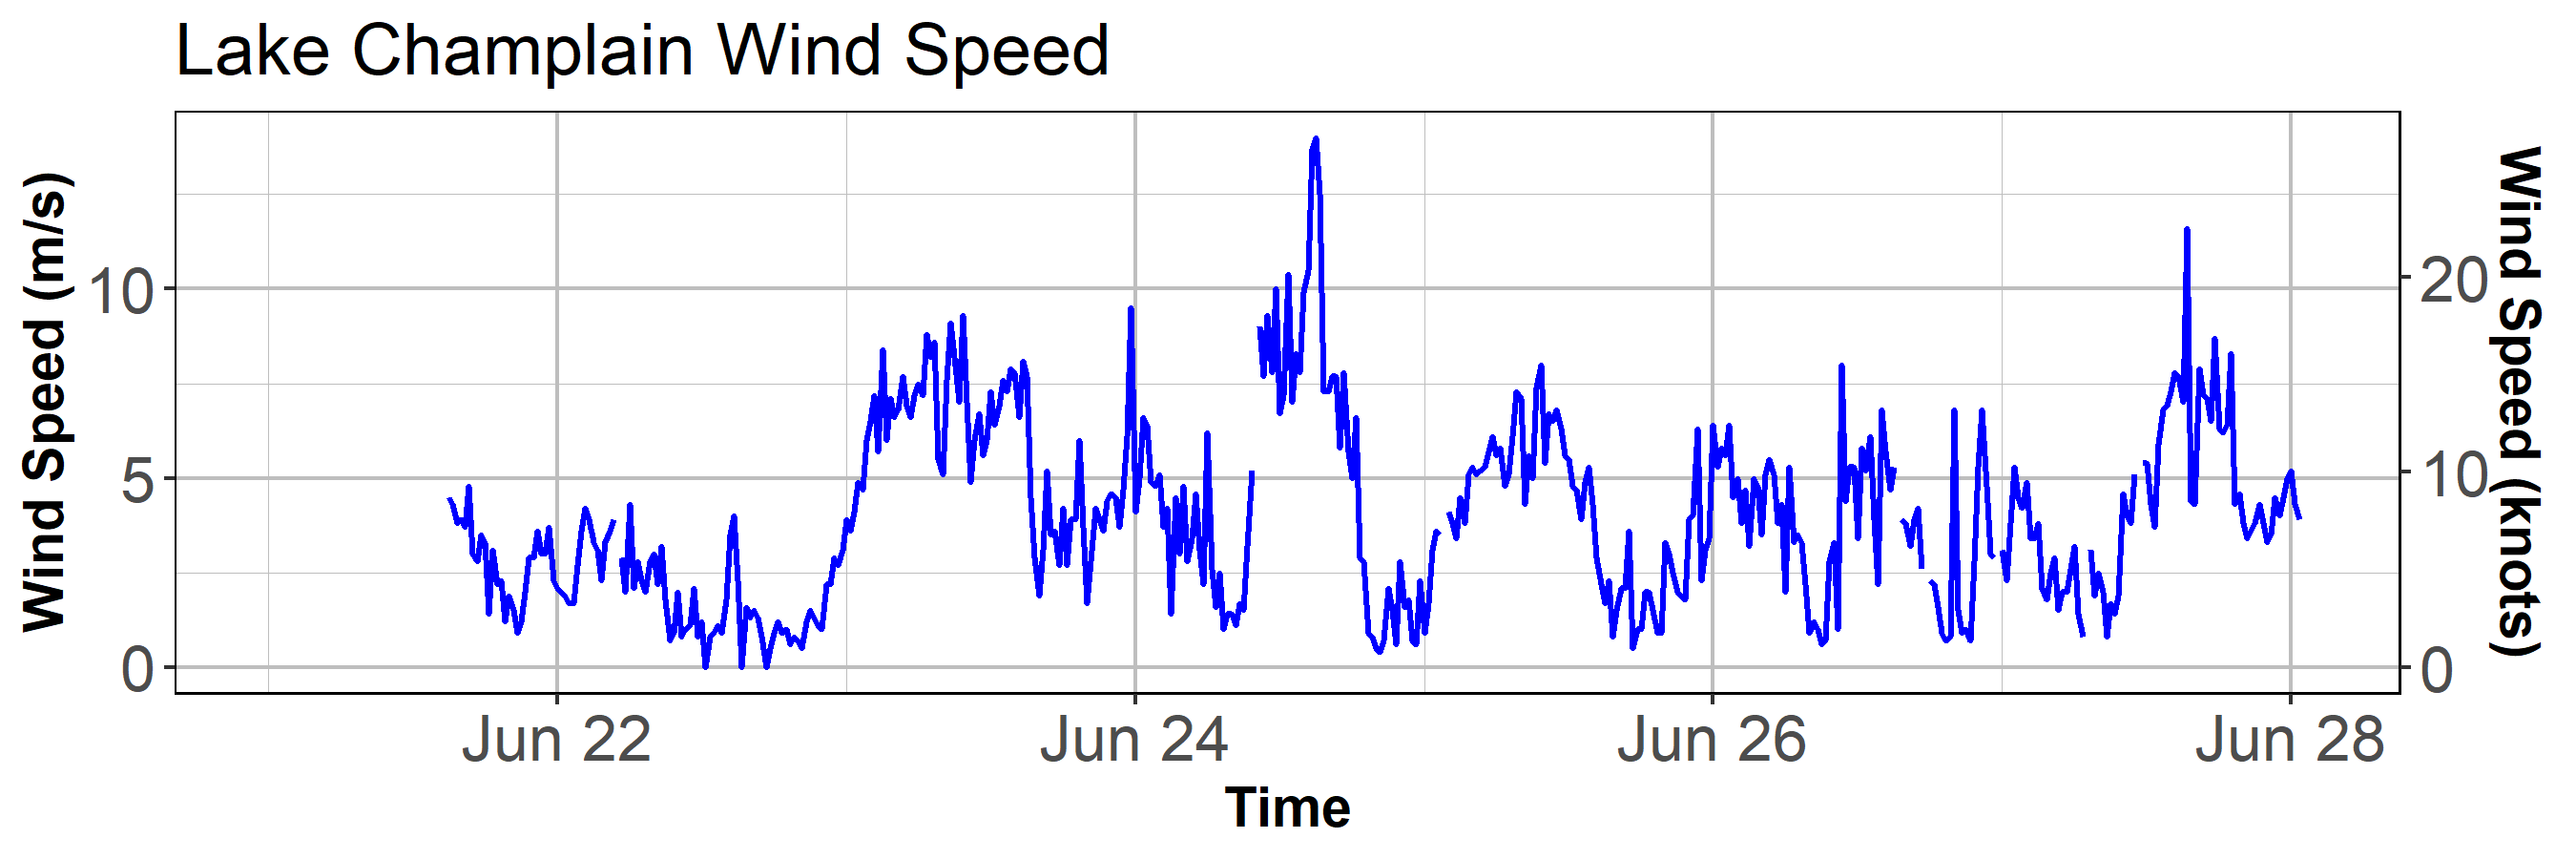 Lake Champlain Wind Speed
Wind Speed (m/s)
10
5
0
20
10
0
Wind Speed (knots)
Jun 22
Jun 24
Jun 26
Jun 28
Time